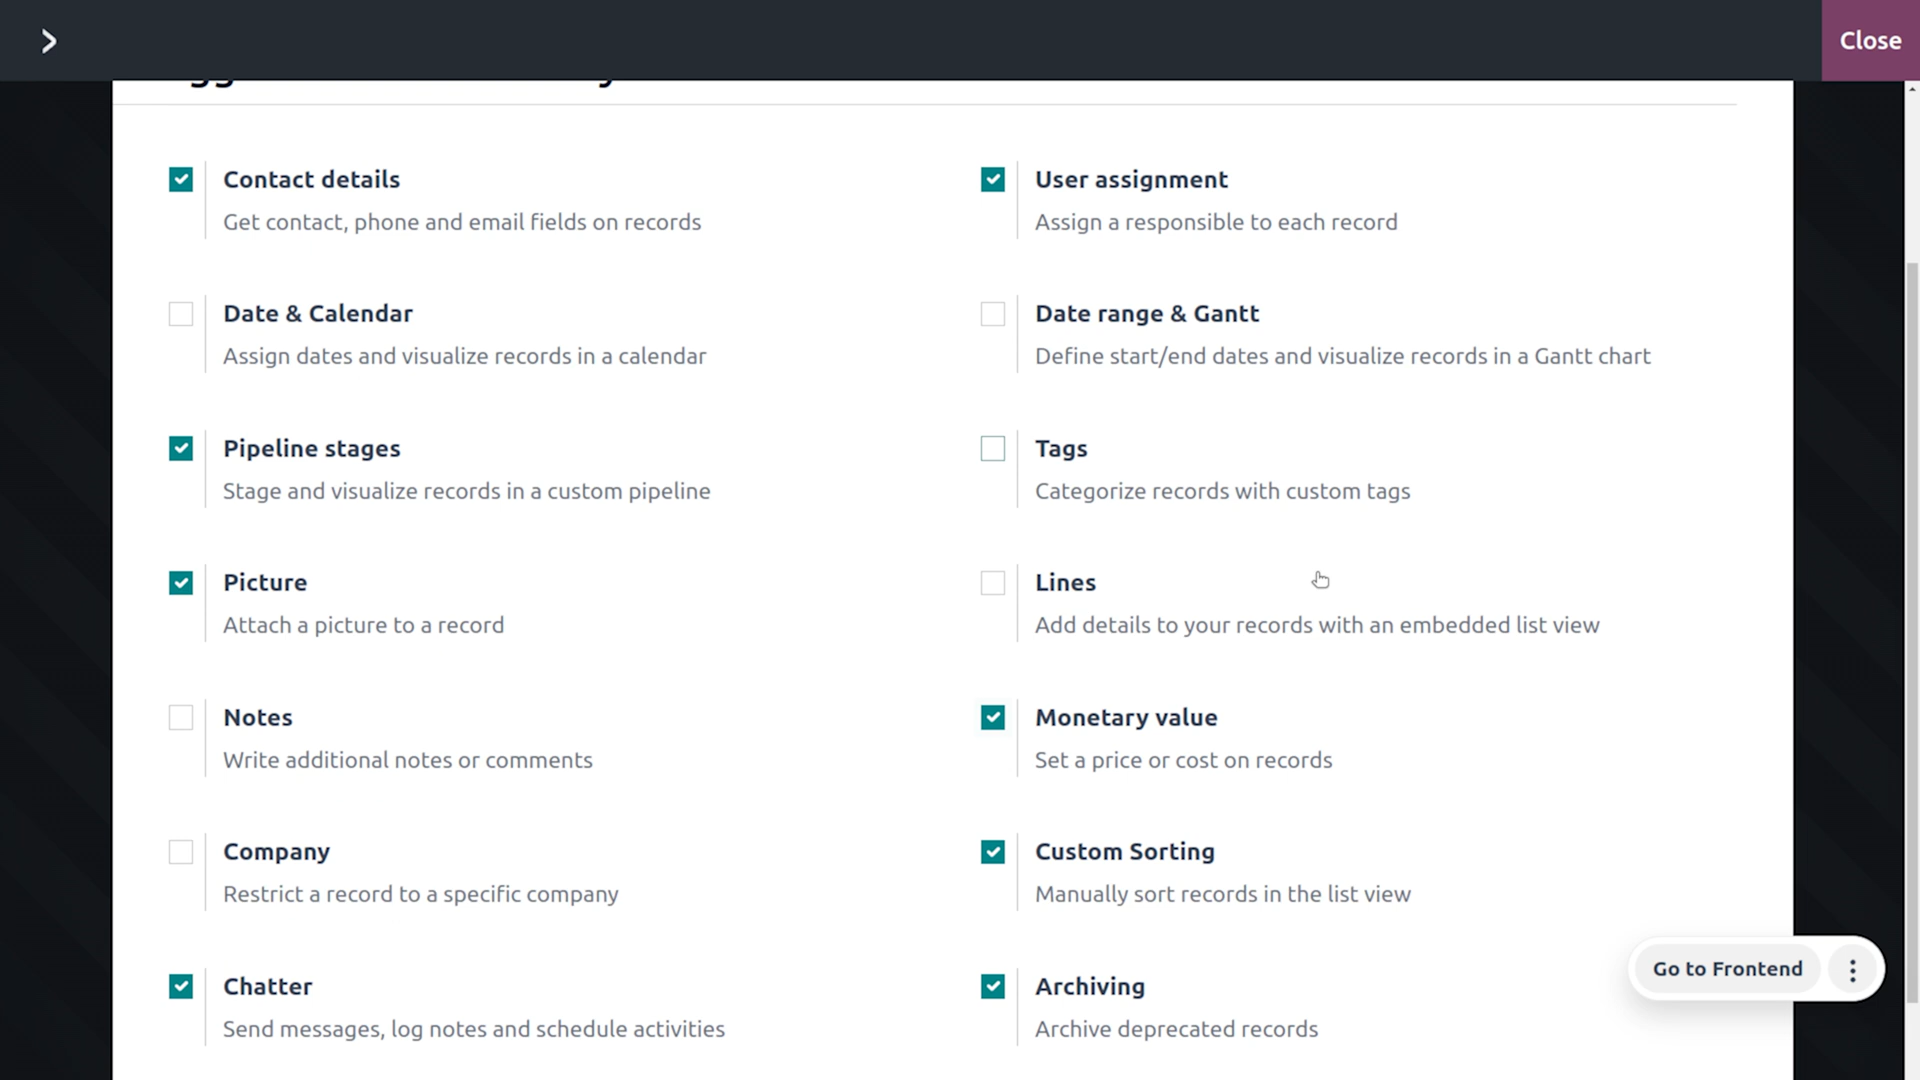 Close
Contact details
Get contact, phone and email fields on records
User assignment
Assign a responsible to each record
Date & Calendar
Assign dates and visualize records in a calendar
Date range & Gantt
Define start/end dates and visualize records in a Gantt chart
Pipeline stages
Stage and visualize records in a custom pipeline
Tags
Categorize records with custom tags
Picture
Attach a picture to a record
Lines
Add details to your records with an embedded list view
Notes
Write additional notes or comments
Monetary value
Set a price or cost on records
Company
Restrict a record to a specific company
Custom Sorting
Manually sort records in the list view
Go to Frontend
Chatter
Send messages, log notes and schedule activities
Archiving
Archive deprecated records